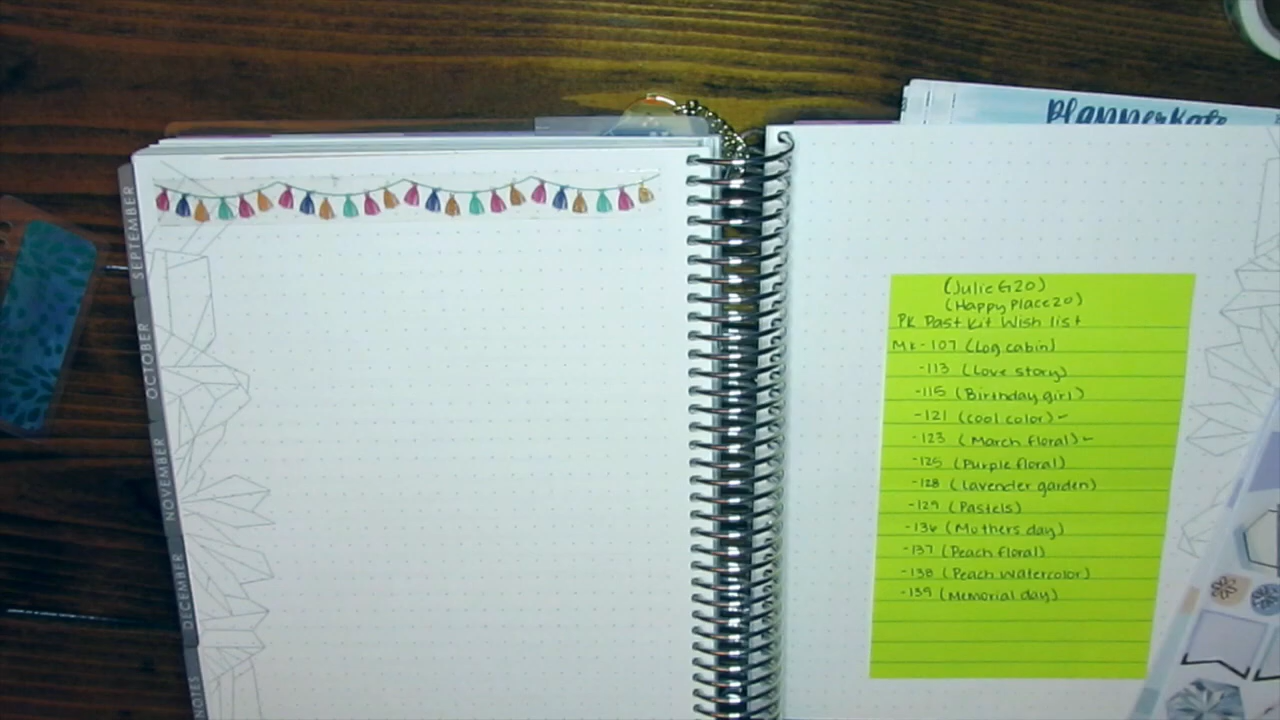 SEPTEMBER
OCTOBER
NOVEMBER
DECEMBER
NOTES
PlannerKate
(Julie G20)
(Happy Place20)
PK Past Kit Wish list
MK-107 (Log cabin)
-113 (Love story)
-115 (Birthday girl)
-121 (cool color)-
-123 (March floral)-
-125 (Purple floral)
-128 (lavender garden)
-129 (Pastels)
-136 (Mothers day)
-137 (Peach floral)
-138 (Peach Watercolor)
-139 (Memorial day)